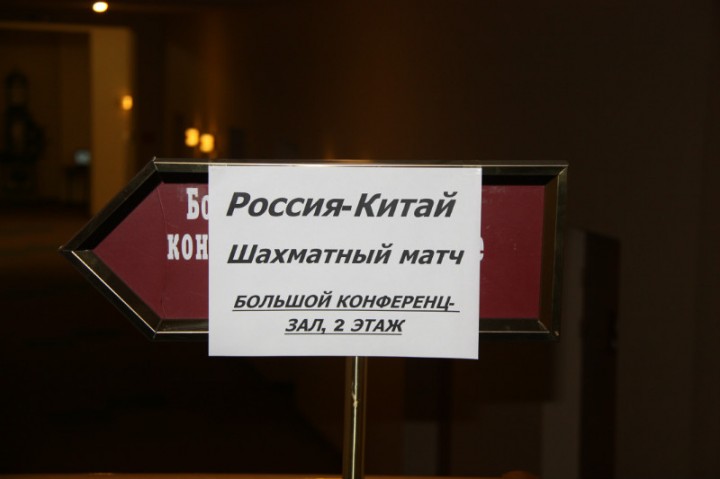 Россия-Китай
Шахматный матч
БОЛЬШОЙ КОНФЕРЕНЦ-
ЗАЛ, 2 ЭТАЖ